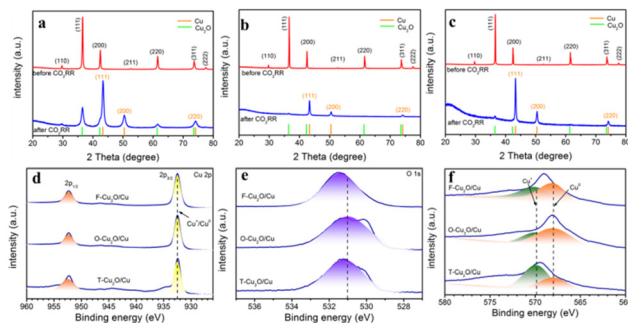 a
Cu
Cu₂O
(111)
(200)
(220)
(311)
(110)
(211)
(222)
before CO₂RR
(111)
(200)
(220)
after CO₂RR
intensity (a.u.)
20 30 40 50 60 70 80
2 Theta (degree)
b
Cu
Cu₂O
(111)
(200)
(220)
(311)
(110)
(211)
(222)
before CO₂RR
(111)
(200)
(220)
after CO₂RR
intensity (a.u.)
20 30 40 50 60 70 80
2 Theta (degree)
c
Cu
Cu₂O
(111)
(200)
(220)
(311)
(110)
(211)
(222)
before CO₂RR
(111)
(200)
(220)
after CO₂RR
intensity (a.u.)
20 30 40 50 60 70 80
2 Theta (degree)
d
2p₁/₂
2p₃/₂
Cu 2p
F-Cu₂O/Cu
Cu⁺/Cu⁰
O-Cu₂O/Cu
T-Cu₂O/Cu
intensity (a.u.)
960 955 950 945 940 935 930
Binding energy (eV)
e
O 1s
F-Cu₂O/Cu
O-Cu₂O/Cu
T-Cu₂O/Cu
intensity (a.u.)
536 534 532 530 528
Binding energy (eV)
f
Cu⁺
Cu⁰
F-Cu₂O/Cu
O-Cu₂O/Cu
T-Cu₂O/Cu
intensity (a.u.)
580 575 570 565 560
Binding energy (eV)